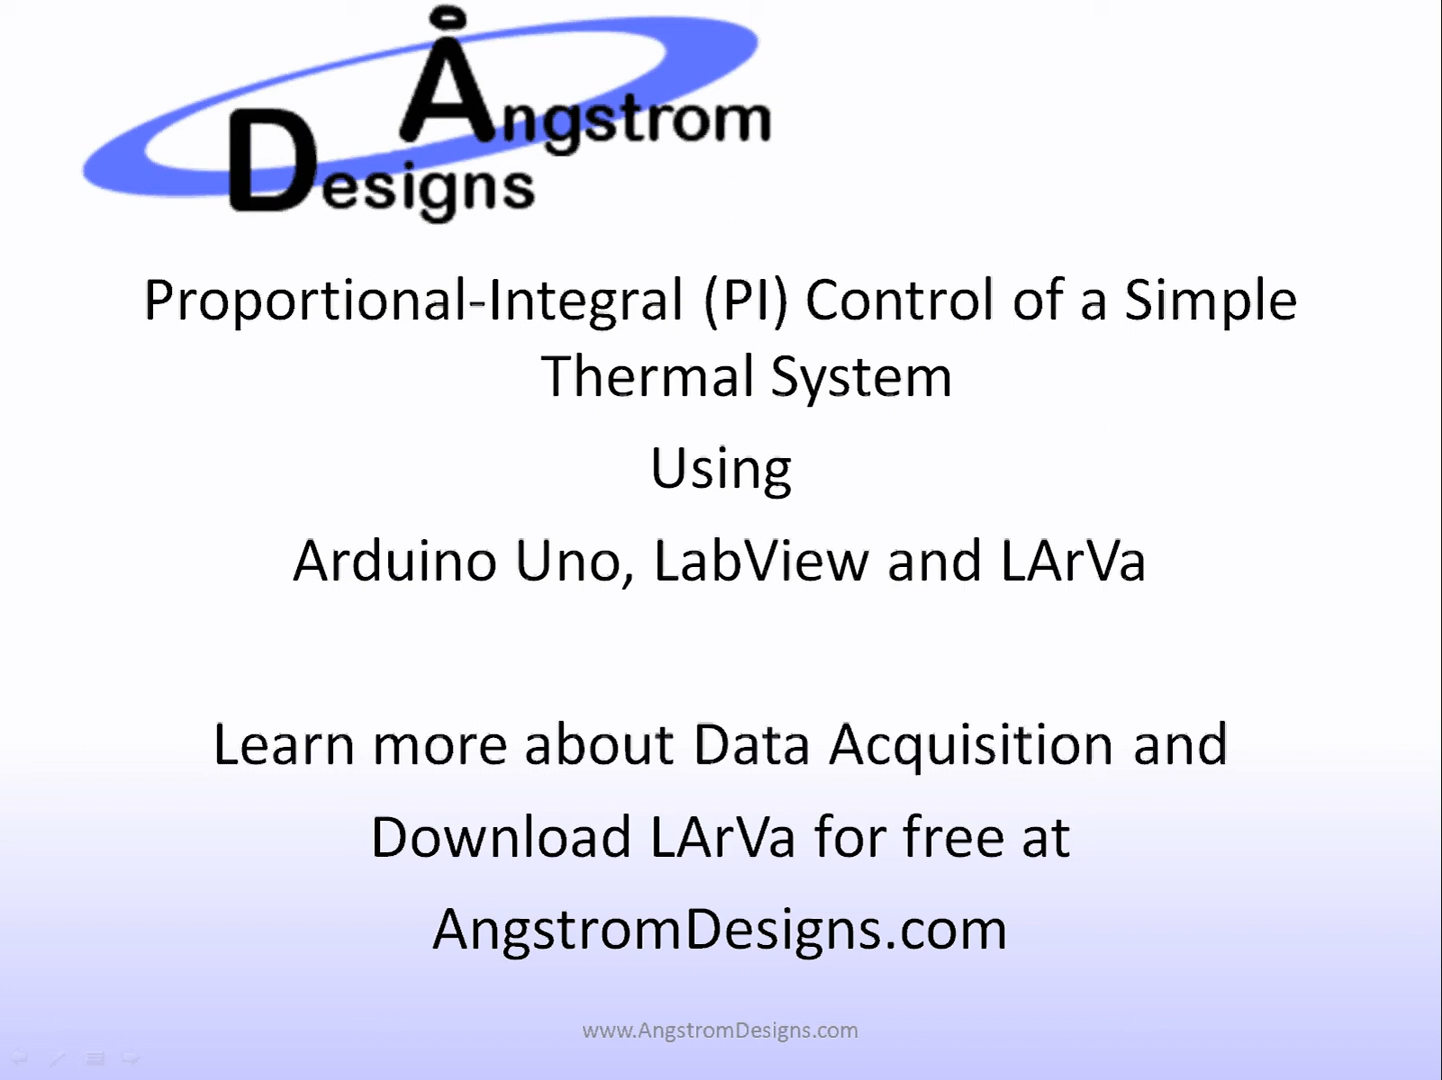 Ångstrom
Designs
Proportional-Integral (PI) Control of a Simple
Thermal System
Using
Arduino Uno, LabView and LArVa
Learn more about Data Acquisition and
Download LArVa for free at
AngstromDesigns.com
www.AngstromDesigns.com